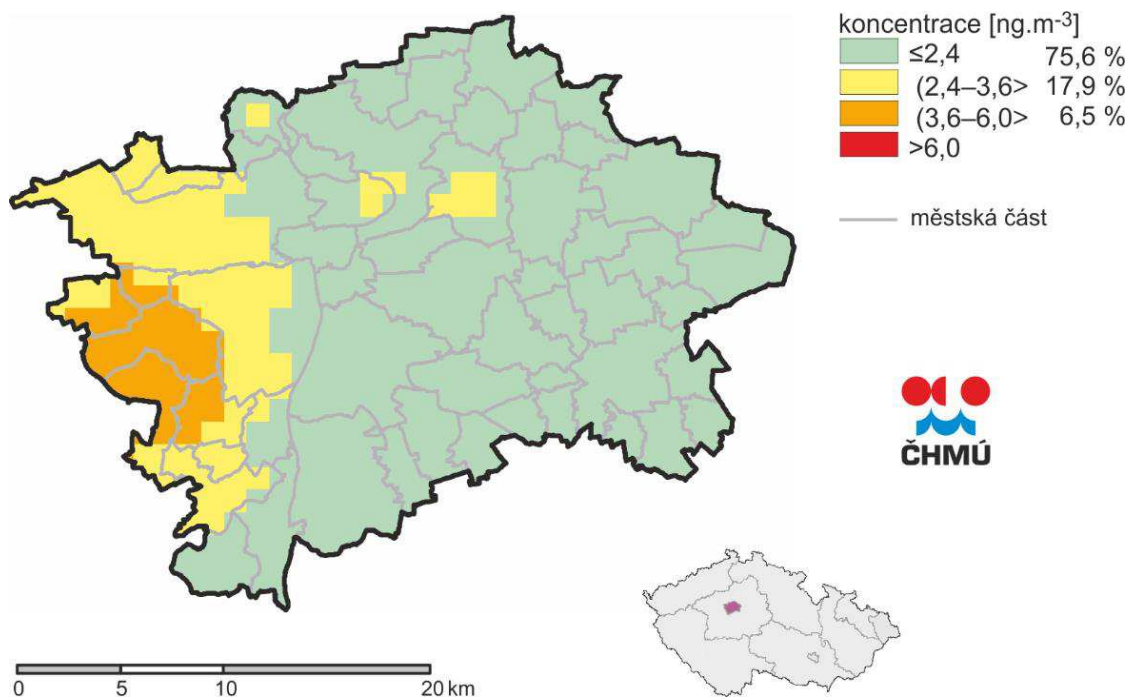 koncentrace [ng.m-3]
≤2,4 75,6 %
(2,4–3,6> 17,9 %
(3,6–6,0> 6,5 %
>6,0
městská část
ČHMÚ
0 5 10 20 km